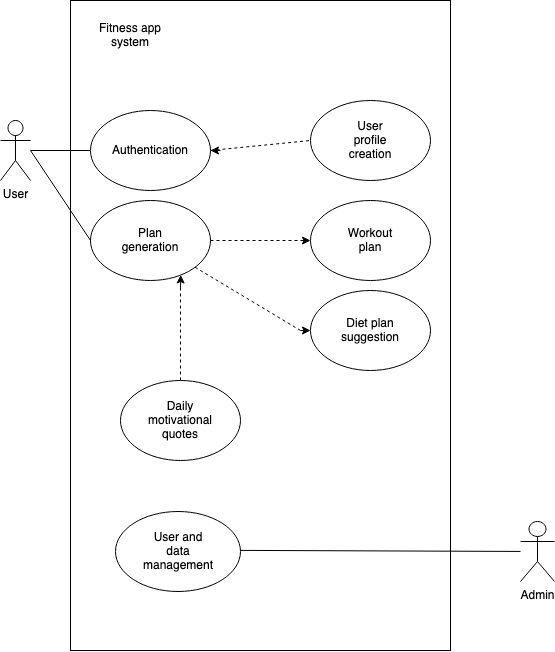 Fitness app
system
User
Authentication
User
profile
creation
Plan
generation
Workout
plan
Diet plan
suggestion
Daily
motivational
quotes
User and
data
management
Admin